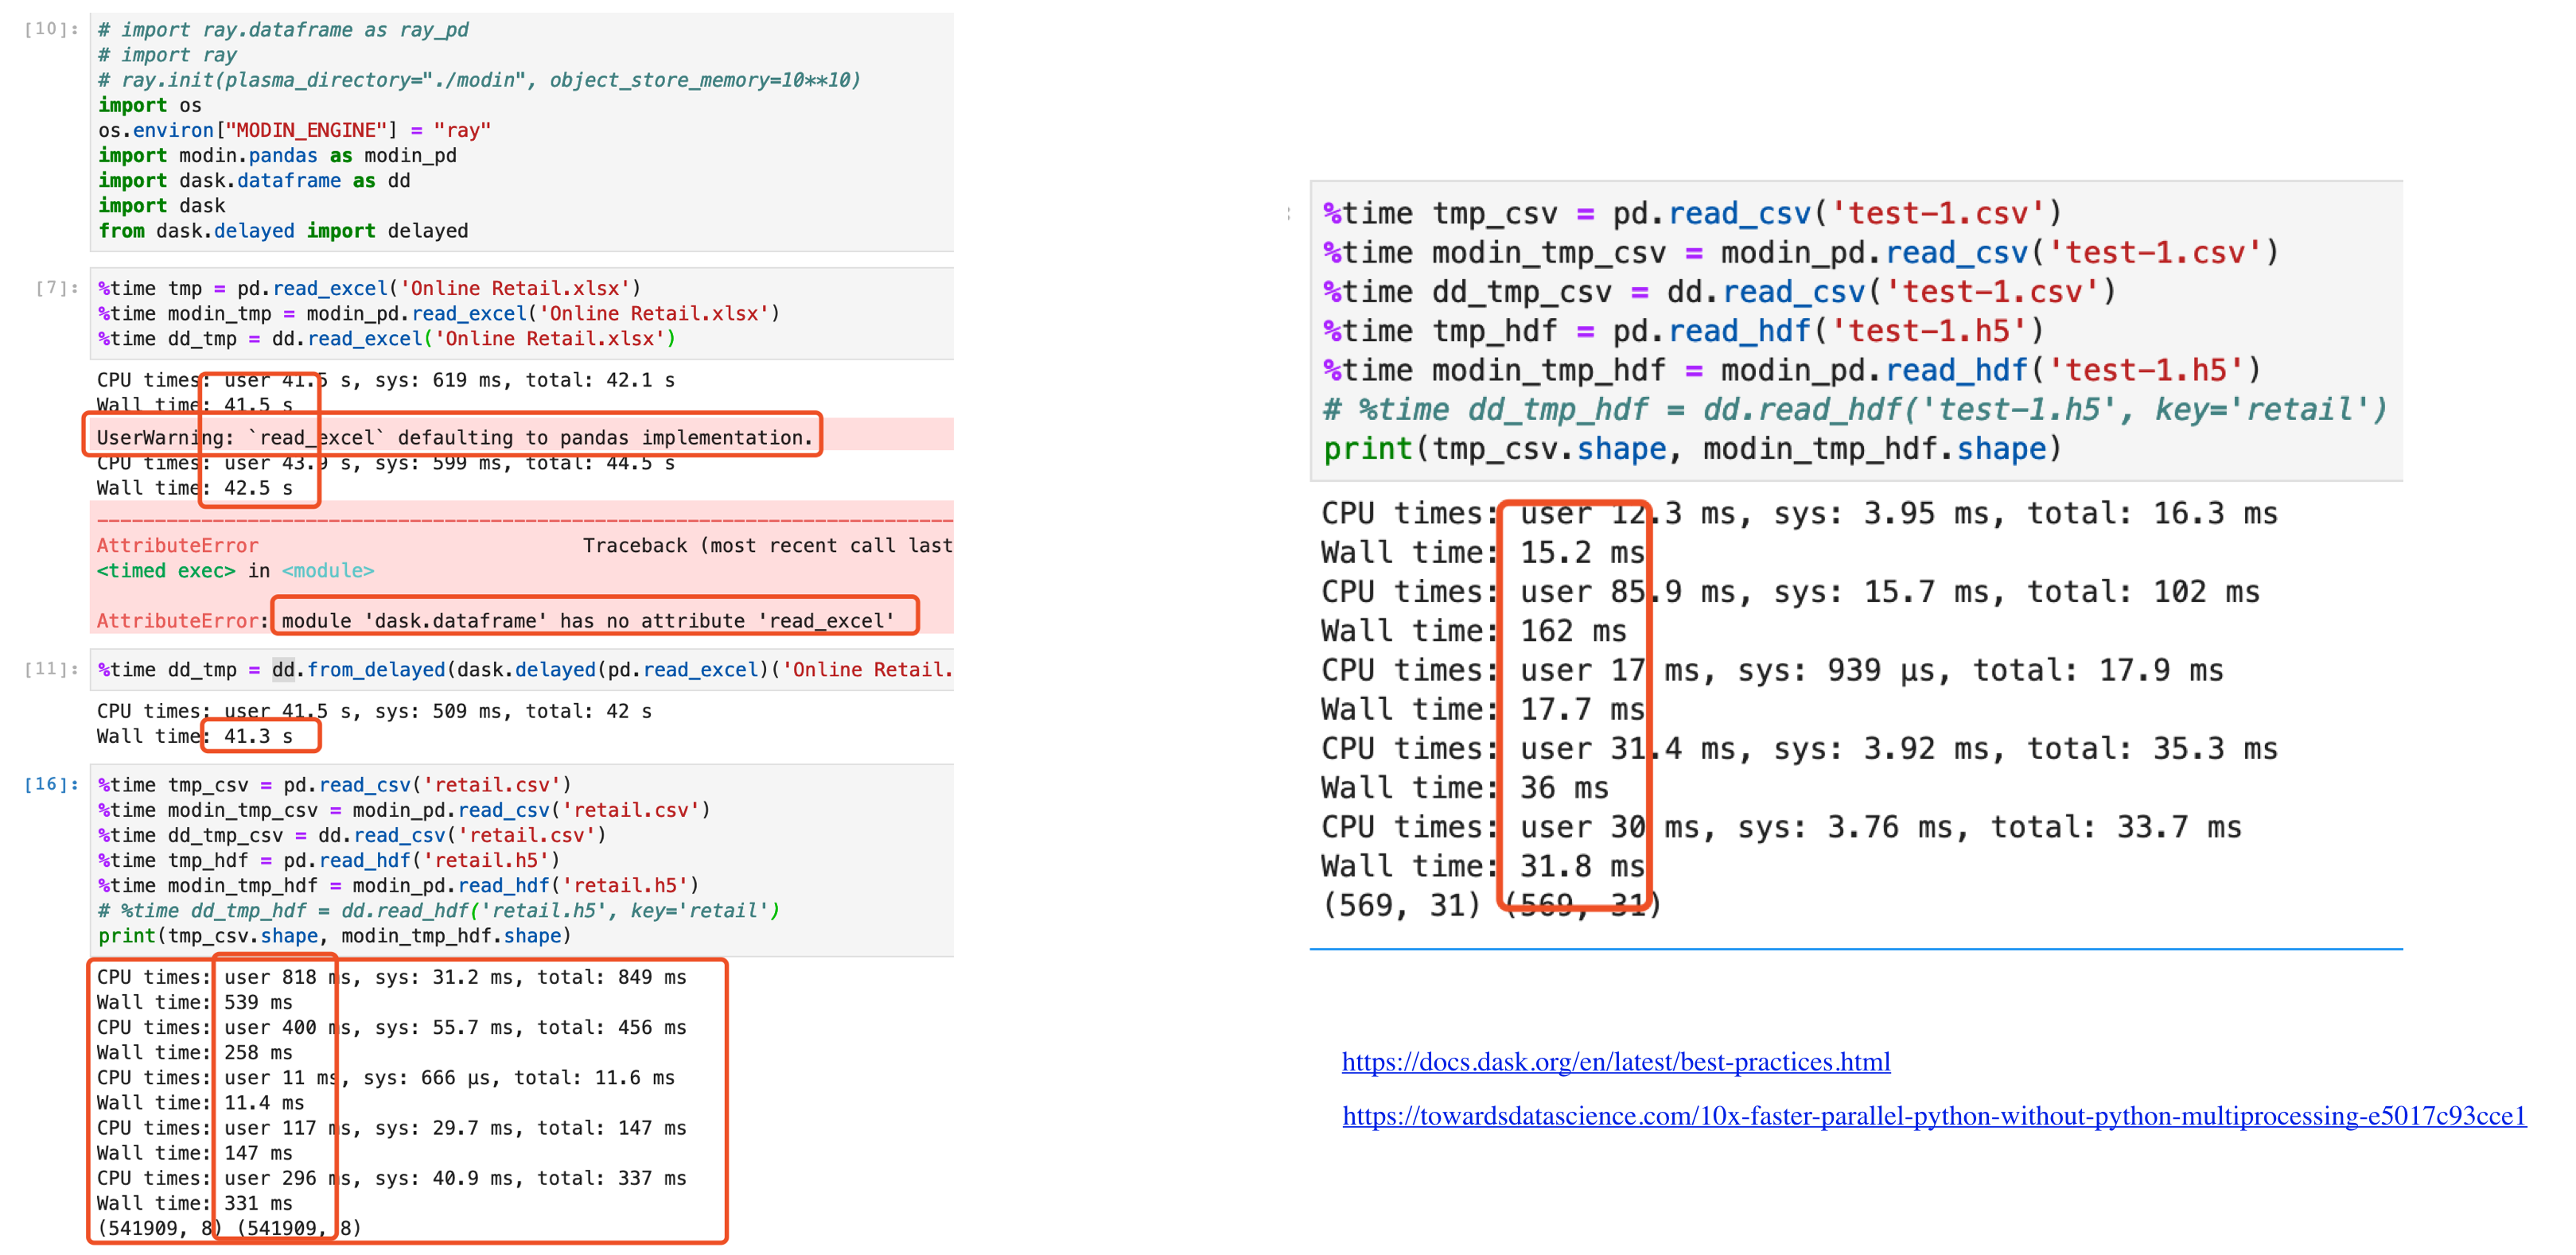 [10]:
# import ray.dataframe as ray_pd
# import ray
# ray.init(plasma_directory="./modin", object_store_memory=10**10)
import os
os.environ["MODIN_ENGINE"] = "ray"
import modin.pandas as modin_pd
import dask.dataframe as dd
import dask
from dask.delayed import delayed
[7]:
%time tmp = pd.read_excel('Online Retail.xlsx')
%time modin_tmp = modin_pd.read_excel('Online Retail.xlsx')
%time dd_tmp = dd.read_excel('Online Retail.xlsx')
CPU times: user 41.5 s, sys: 619 ms, total: 42.1 s
Wall time: 41.5 s
UserWarning: `read_excel` defaulting to pandas implementation.
CPU times: user 43.9 s, sys: 599 ms, total: 44.5 s
Wall time: 42.5 s
AttributeError Traceback (most recent call last
<timed exec> in <module>
AttributeError: module 'dask.dataframe' has no attribute 'read_excel'
[11]:
%time dd_tmp = dd.from_delayed(dask.delayed(pd.read_excel)('Online Retail.
CPU times: user 41.5 s, sys: 509 ms, total: 42 s
Wall time: 41.3 s
[16]:
%time tmp_csv = pd.read_csv('retail.csv')
%time modin_tmp_csv = modin_pd.read_csv('retail.csv')
%time dd_tmp_csv = dd.read_csv('retail.csv')
%time tmp_hdf = pd.read_hdf('retail.h5')
%time modin_tmp_hdf = modin_pd.read_hdf('retail.h5')
# %time dd_tmp_hdf = dd.read_hdf('retail.h5', key='retail')
print(tmp_csv.shape, modin_tmp_hdf.shape)
CPU times: user 818 ms, sys: 31.2 ms, total: 849 ms
Wall time: 539 ms
CPU times: user 400 ms, sys: 55.7 ms, total: 456 ms
Wall time: 258 ms
CPU times: user 11 ms, sys: 666 µs, total: 11.6 ms
Wall time: 11.4 ms
CPU times: user 117 ms, sys: 29.7 ms, total: 147 ms
Wall time: 147 ms
CPU times: user 296 ms, sys: 40.9 ms, total: 337 ms
Wall time: 331 ms
(541909, 8) (541909, 8)
%time tmp_csv = pd.read_csv('test-1.csv')
%time modin_tmp_csv = modin_pd.read_csv('test-1.csv')
%time dd_tmp_csv = dd.read_csv('test-1.csv')
%time tmp_hdf = pd.read_hdf('test-1.h5')
%time modin_tmp_hdf = modin_pd.read_hdf('test-1.h5')
# %time dd_tmp_hdf = dd.read_hdf('test-1.h5', key='retail')
print(tmp_csv.shape, modin_tmp_hdf.shape)
CPU times: user 12.3 ms, sys: 3.95 ms, total: 16.3 ms
Wall time: 15.2 ms
CPU times: user 85.9 ms, sys: 15.7 ms, total: 102 ms
Wall time: 162 ms
CPU times: user 17 ms, sys: 939 µs, total: 17.9 ms
Wall time: 17.7 ms
CPU times: user 31.4 ms, sys: 3.92 ms, total: 35.3 ms
Wall time: 36 ms
CPU times: user 30 ms, sys: 3.76 ms, total: 33.7 ms
Wall time: 31.8 ms
(569, 31) (569, 31)
https://docs.dask.org/en/latest/best-practices.html
https://towardsdatascience.com/10x-faster-parallel-python-without-python-multiprocessing-e5017c93cce1